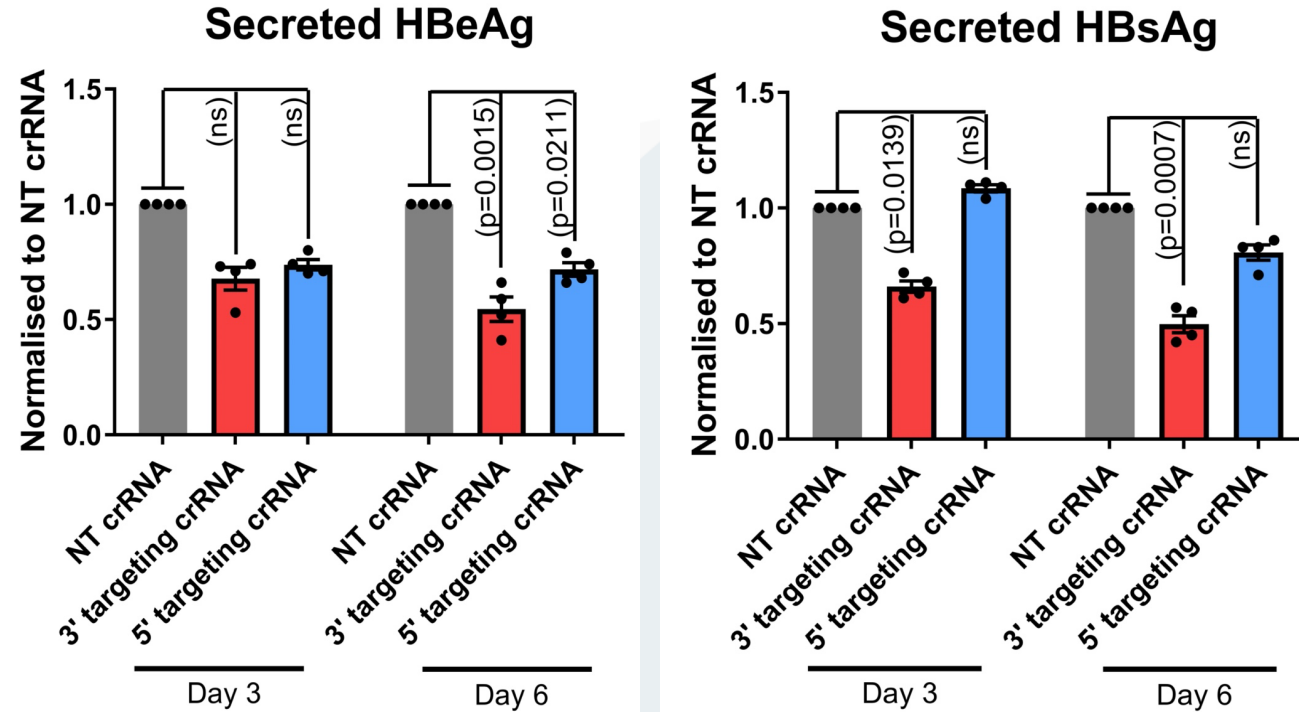 Secreted HBeAg
Normalised to NT crRNA
1.5
1.0
0.5
0.0
(ns)
(ns)
(p=0.0015)
(p=0.0211)
NT crRNA
3' targeting crRNA
5' targeting crRNA
NT crRNA
3' targeting crRNA
5' targeting crRNA
Day 3
Day 6
Secreted HBsAg
Normalised to NT crRNA
1.5
1.0
0.5
0.0
(p=0.0139)
(ns)
(p=0.0007)
(ns)
NT crRNA
3' targeting crRNA
5' targeting crRNA
NT crRNA
3' targeting crRNA
5' targeting crRNA
Day 3
Day 6